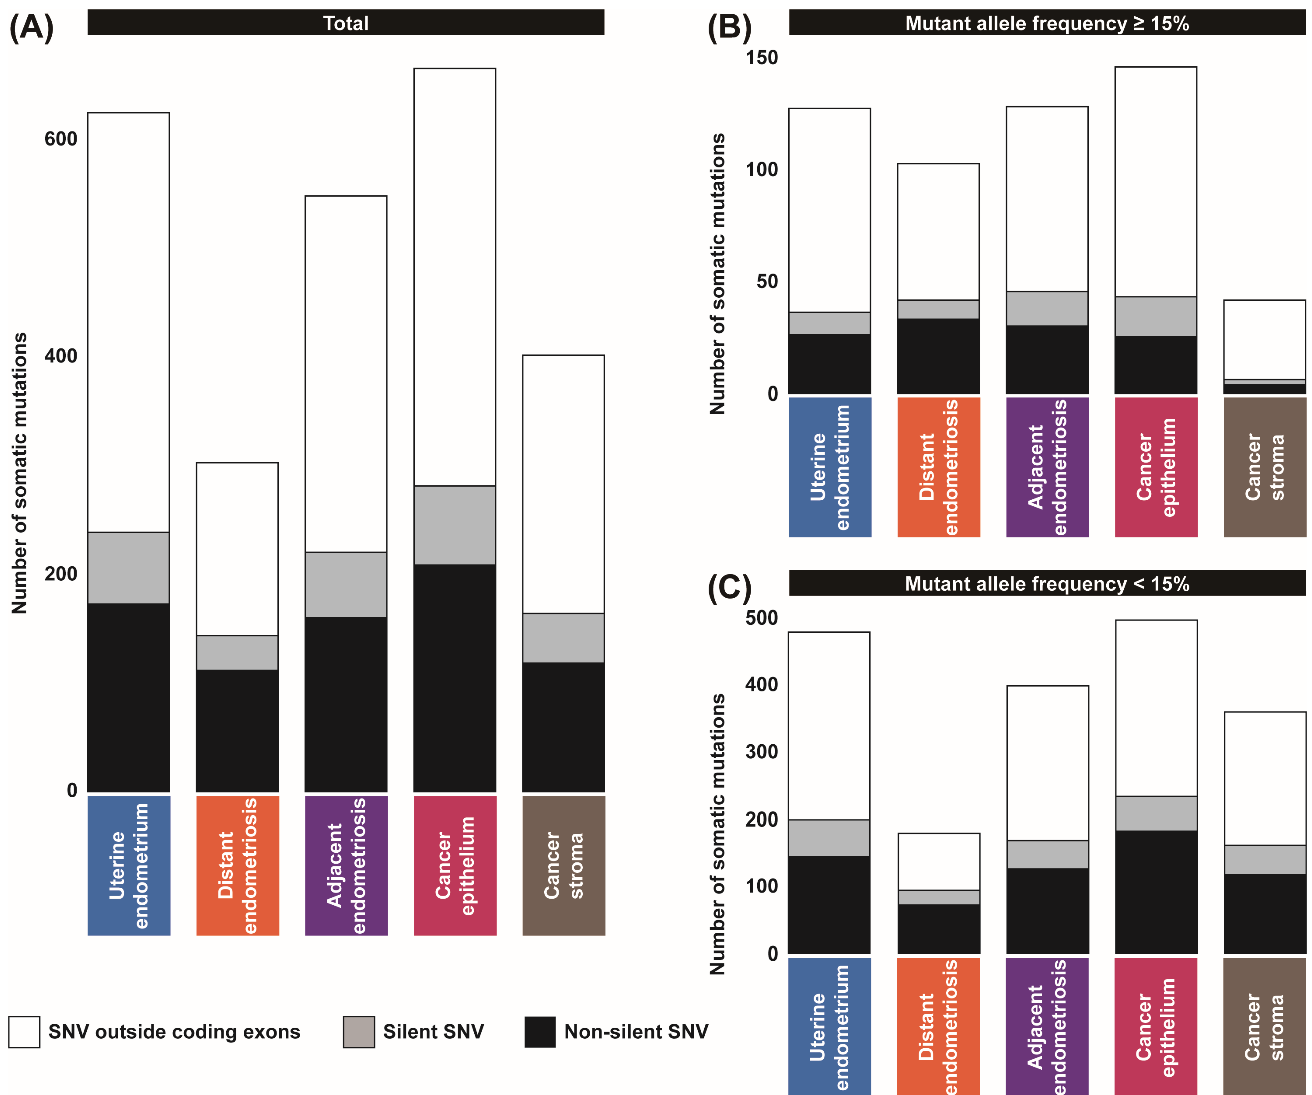 (A)
Total
Number of somatic mutations
600
400
200
0
Uterine
endometrium
Distant
endometriosis
Adjacent
endometriosis
Cancer
epithelium
Cancer
stroma
(B)
Mutant allele frequency ≥ 15%
Number of somatic mutations
150
100
50
0
Uterine
endometrium
Distant
endometriosis
Adjacent
endometriosis
Cancer
epithelium
Cancer
stroma
(C)
Mutant allele frequency < 15%
Number of somatic mutations
500
400
300
200
100
0
Uterine
endometrium
Distant
endometriosis
Adjacent
endometriosis
Cancer
epithelium
Cancer
stroma
SNV outside coding exons
Silent SNV
Non-silent SNV